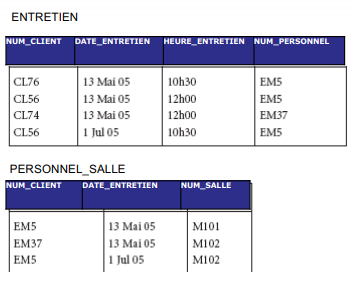 ENTRETIEN
NUM_CLIENT DATE_ENTRETIEN HEURE_ENTRETIEN NUM_PERSONNEL
CL76 13 Mai 05 10h30 EM5
CL56 13 Mai 05 12h00 EM5
CL74 13 Mai 05 12h00 EM37
CL56 1 Jul 05 10h30 EM5
PERSONNEL_SALLE
NUM_CLIENT DATE_ENTRETIEN NUM_SALLE
EM5 13 Mai 05 M101
EM37 13 Mai 05 M102
EM5 1 Jul 05 M102